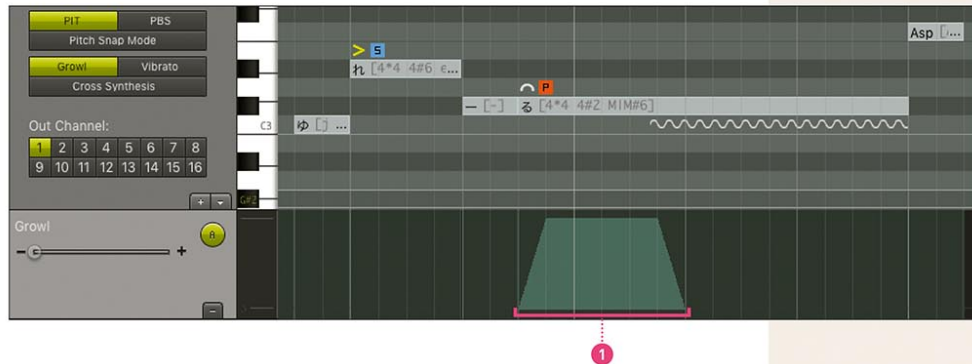 PIT PBS
Pitch Snap Mode
Growl Vibrato
Cross Synthesis
Out Channel:
1 2 3 4 5 6 7 8
9 10 11 12 13 14 15 16
+
C3
G#2
Asp [...
> S
れ [4*4 4#6 e...
P
ー [-] る [4*4 4#2 MIM#6]
ゆ [ ...
Growl
A
- +
-
1